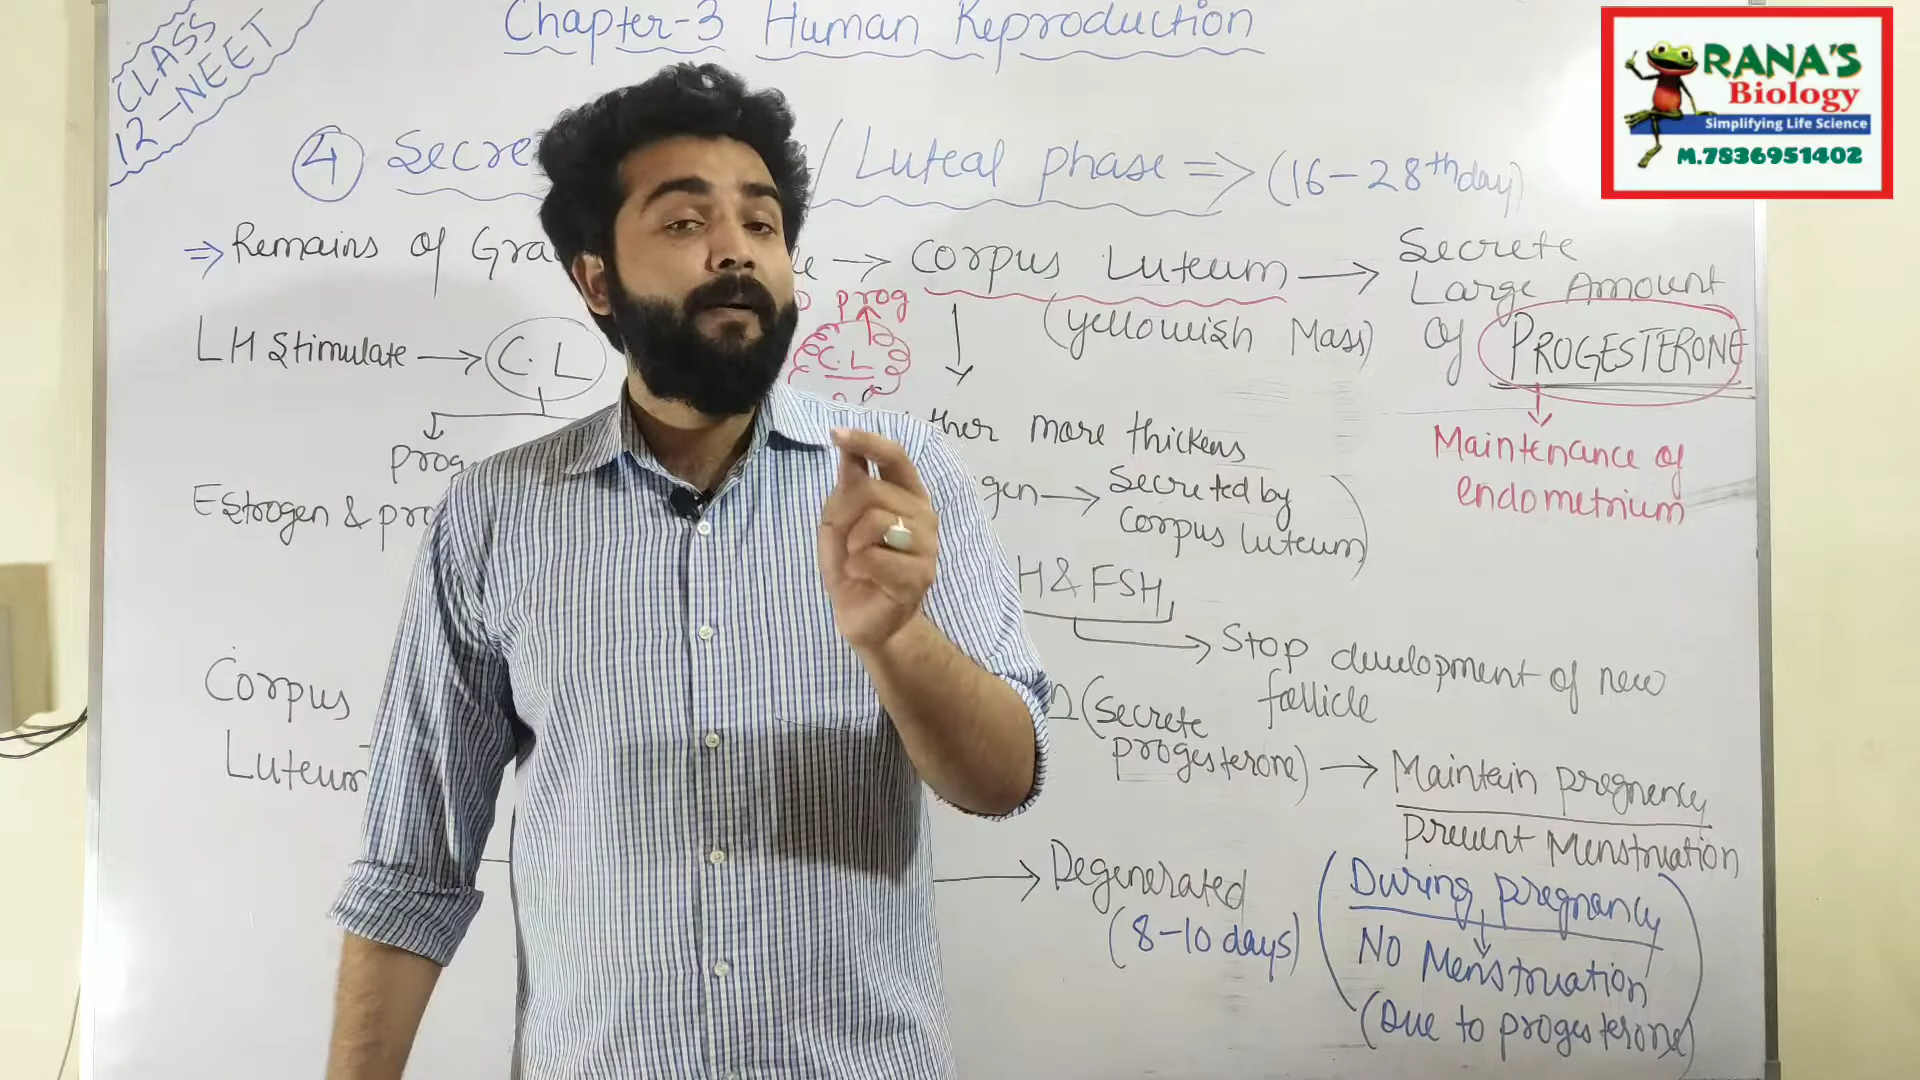 Chapter-3 Human Reproduction
CLASS
12-NEET
RANA'S
Biology
Simplifying Life Science
M.7836951402
④ Secre / Luteal phase => (16-28th day)
=> Remains of Gra le → Corpus Luteum → Secrete
Large Amount
of PROGESTERONE
prog
(yellowish Mass)
LH Stimulate → C.L
C.L
prog
ther more thickens
Maintenance of
endometrium
Estrogen & pro
gen → Secreted by
Corpus luteum)
H & FSH
Stop development of new
follicle
Corpus
Luteum
(Secrete
progesterone) → Maintain pregnency
Prevent Menstruation
Degenerated
(8-10 days)
(During pregnancy
No Menstruation
(Due to progesterone)